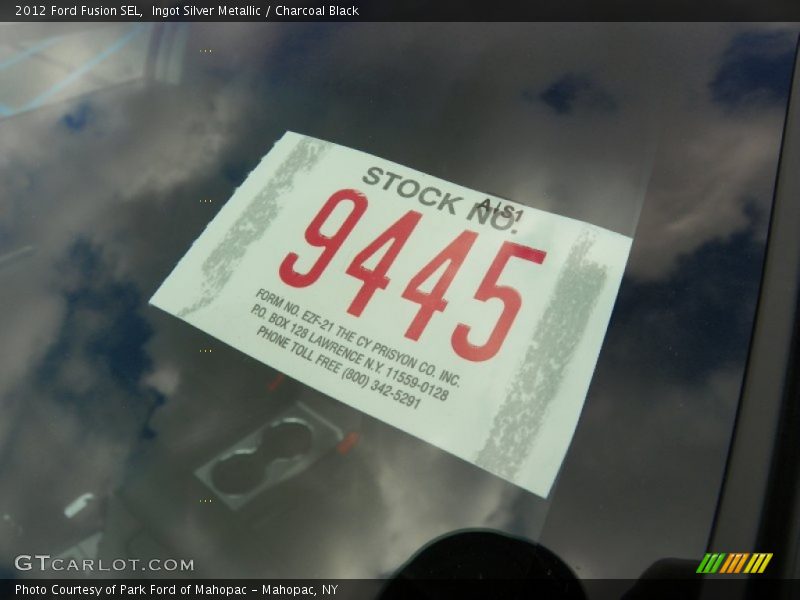 2012 Ford Fusion SEL,  Ingot Silver Metallic / Charcoal Black
STOCK NO.
A|S1
9445
FORM NO. EZF-21 THE CY PRISYON CO. INC.
P.O. BOX 128 LAWRENCE N.Y. 11559-0128
PHONE TOLL FREE (800) 342-5291
GTCARLOT.COM
Photo Courtesy of Park Ford of Mahopac - Mahopac, NY